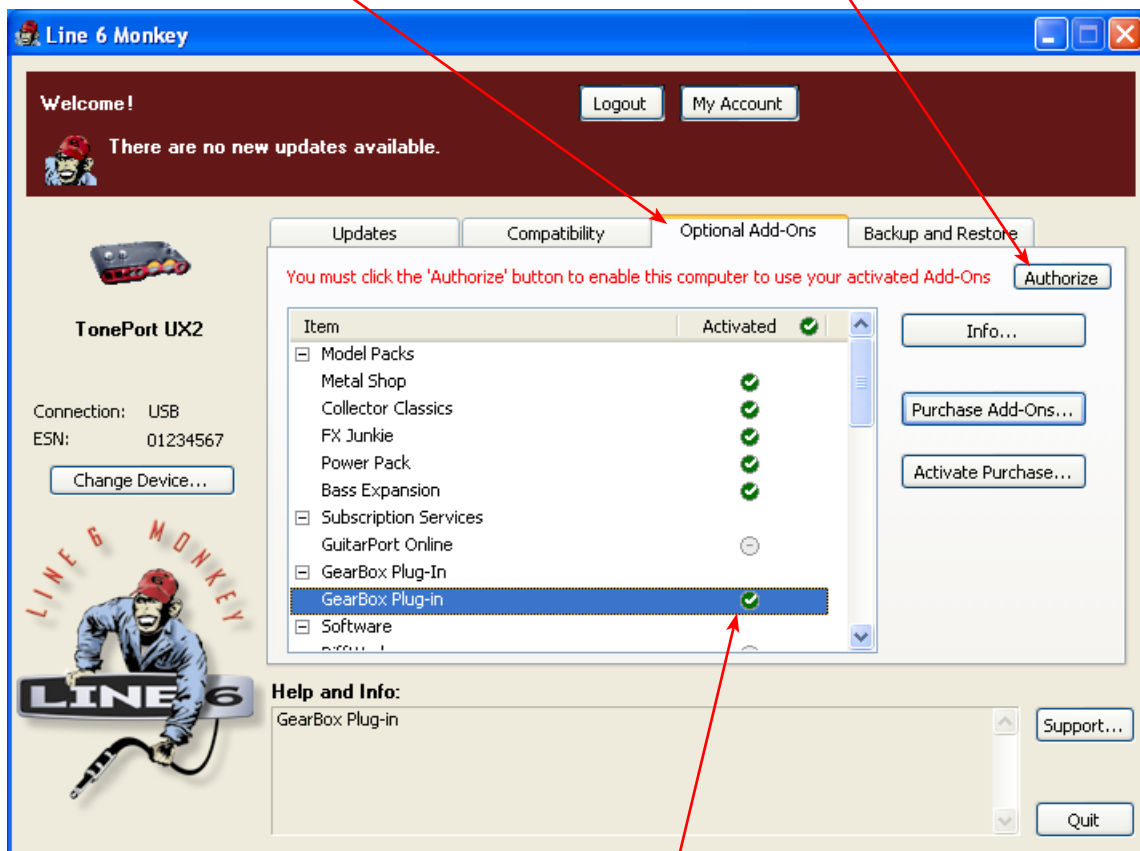 Line 6 Monkey
Welcome!
Logout
My Account
There are no new updates available.
Updates
Compatibility
Optional Add-Ons
Backup and Restore
You must click the 'Authorize' button to enable this computer to use your activated Add-Ons
Authorize
TonePort UX2
Connection: USB
ESN: 01234567
Change Device...
Item Activated
Model Packs
Metal Shop
Collector Classics
FX Junkie
Power Pack
Bass Expansion
Subscription Services
GuitarPort Online
GearBox Plug-In
GearBox Plug-in
Software
Info...
Purchase Add-Ons...
Activate Purchase...
LINE 6 MONKEY
LINE 6
Help and Info:
GearBox Plug-in
Support...
Quit